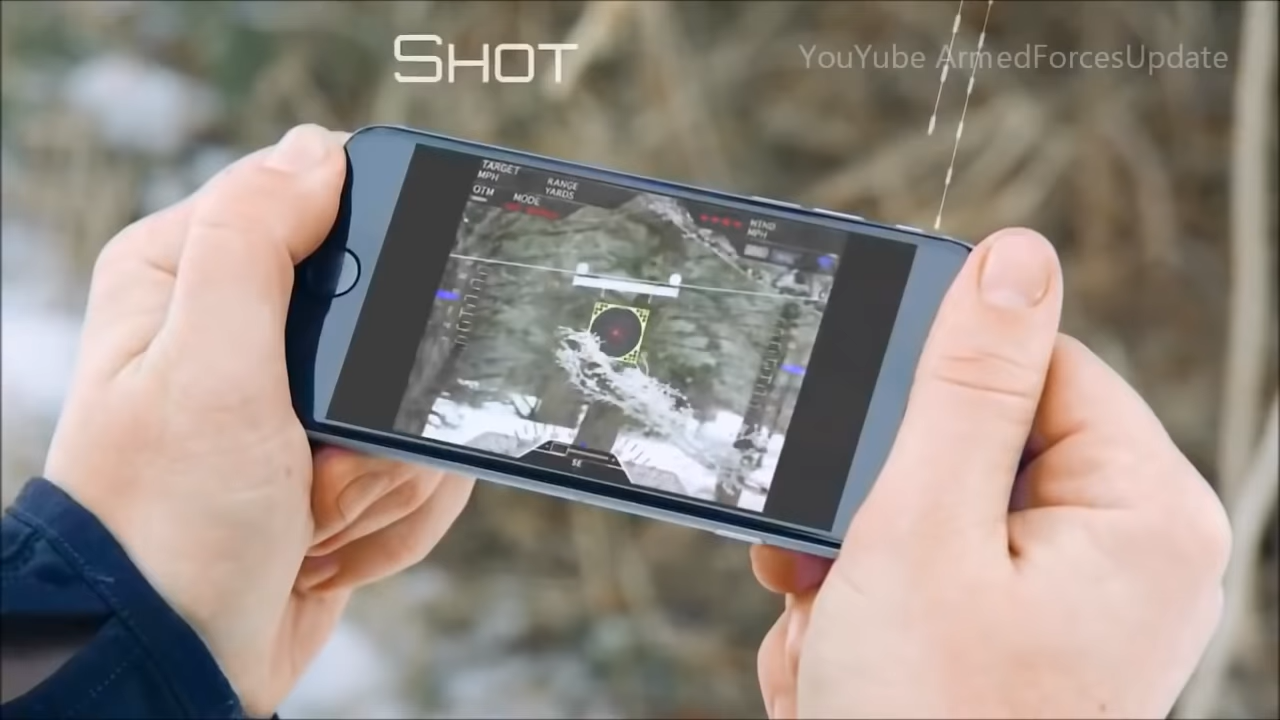 SHOT
YouYube ArmedForcesUpdate
TARGET
MPH
RANGE
YARDS
OTM
MODE
WIND
MPH
SE